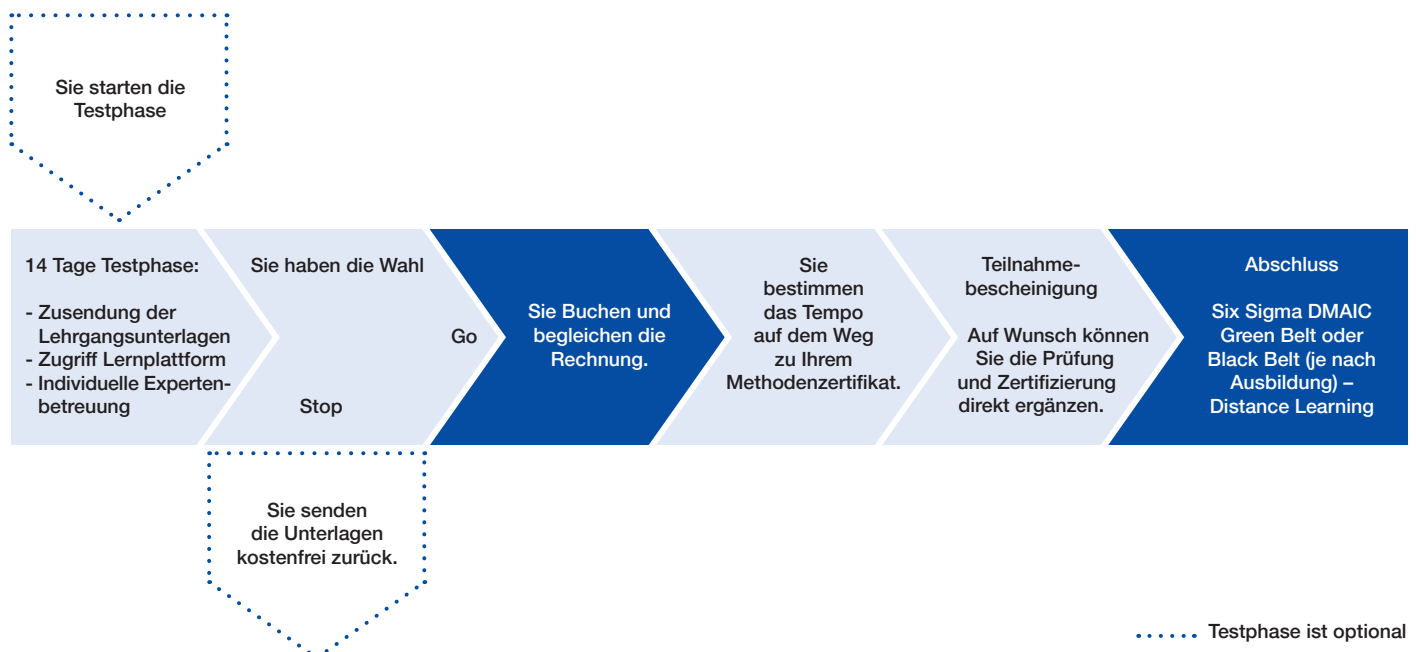 Sie starten die
Testphase
14 Tage Testphase:
- Zusendung der
Lehrgangsunterlagen
- Zugriff Lernplattform
- Individuelle Experten-
betreuung
Sie haben die Wahl
Go
Stop
Sie Buchen und
begleichen die
Rechnung.
Sie
bestimmen
das Tempo
auf dem Weg
zu Ihrem
Methodenzertifikat.
Teilnahme-
bescheinigung
Auf Wunsch können
Sie die Prüfung
und Zertifizierung
direkt ergänzen.
Abschluss
Six Sigma DMAIC
Green Belt oder
Black Belt (je nach
Ausbildung) –
Distance Learning
Sie senden
die Unterlagen
kostenfrei zurück.
Testphase ist optional